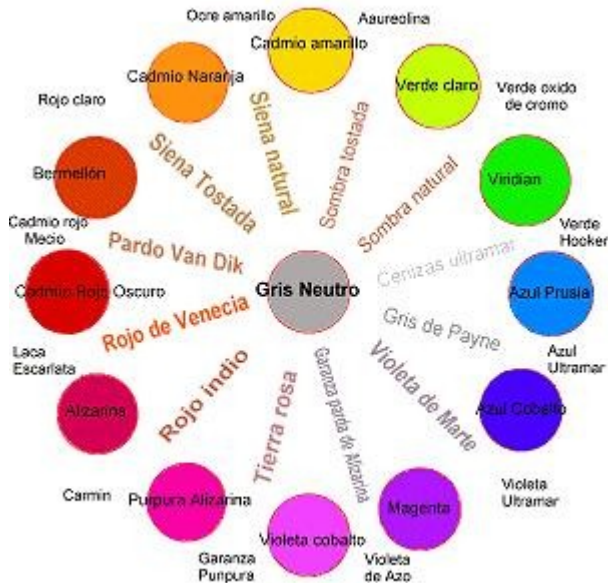 Ocre amarillo
Aaureolina
Cadmio amarillo
Cadmio Naranja
Verde claro
Rojo claro
Verde oxido
de cromo
Siena natural
Sombra tostada
Siena Tostada
Sombra natural
Bermellón
Viridian
Cadmio rojo
Mecio
Pardo Van Dik
Cenizas ultramar
Verde
Hooker
Cadmio Rojo Oscuro
Gris Neutro
Azul Prusia
Rojo de Venecia
Gris de Payne
Laca
Escarlata
Azul
Ultramar
Alizarina
Rojo indio
Tierra rosa
Garanza parda de Alizarina
Violeta de Marte
Azul Cobalto
Carmin
Purpura Alizarina
Magenta
Violeta
Ultramar
Violeta cobalto
Garanza
Punpura
Violeta
de Azo